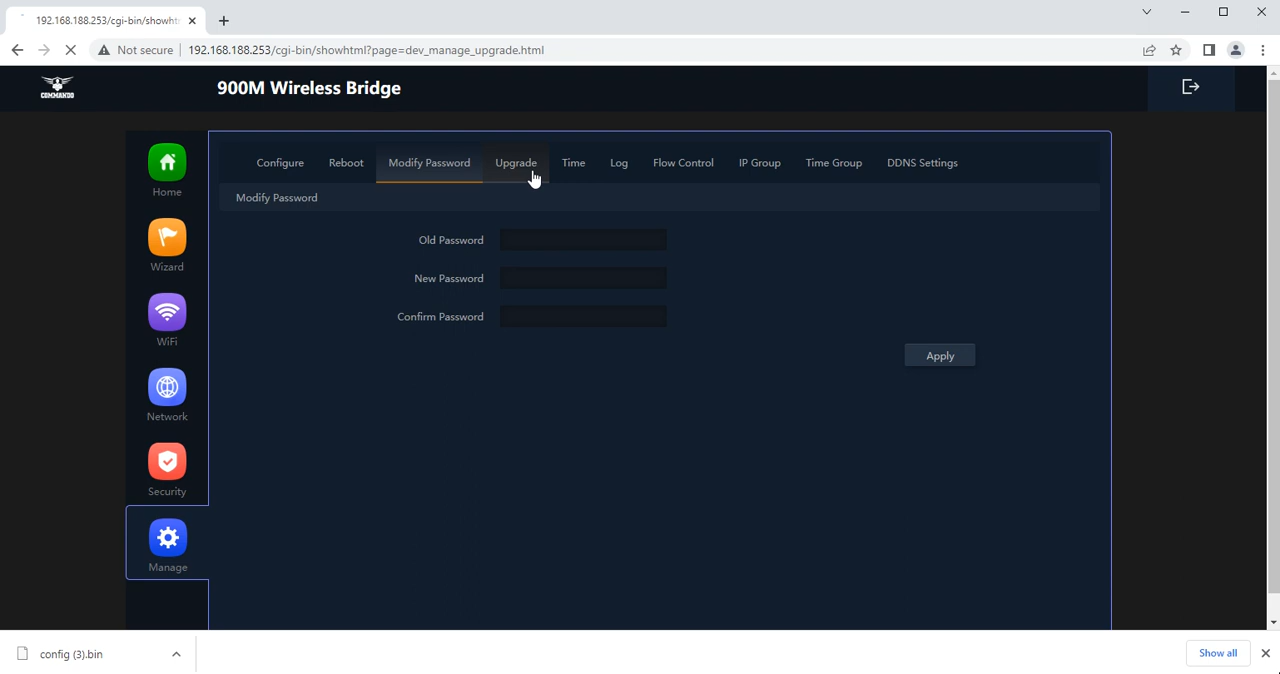 192.168.188.253/cgi-bin/showht
Not secure 192.168.188.253/cgi-bin/showhtml?page=dev_manage_upgrade.html
COMMANDO
900M Wireless Bridge
Home
Wizard
WiFi
Network
Security
Manage
Configure Reboot Modify Password Upgrade Time Log Flow Control IP Group Time Group DDNS Settings
Modify Password
Old Password
New Password
Confirm Password
Apply
config (3).bin
Show all